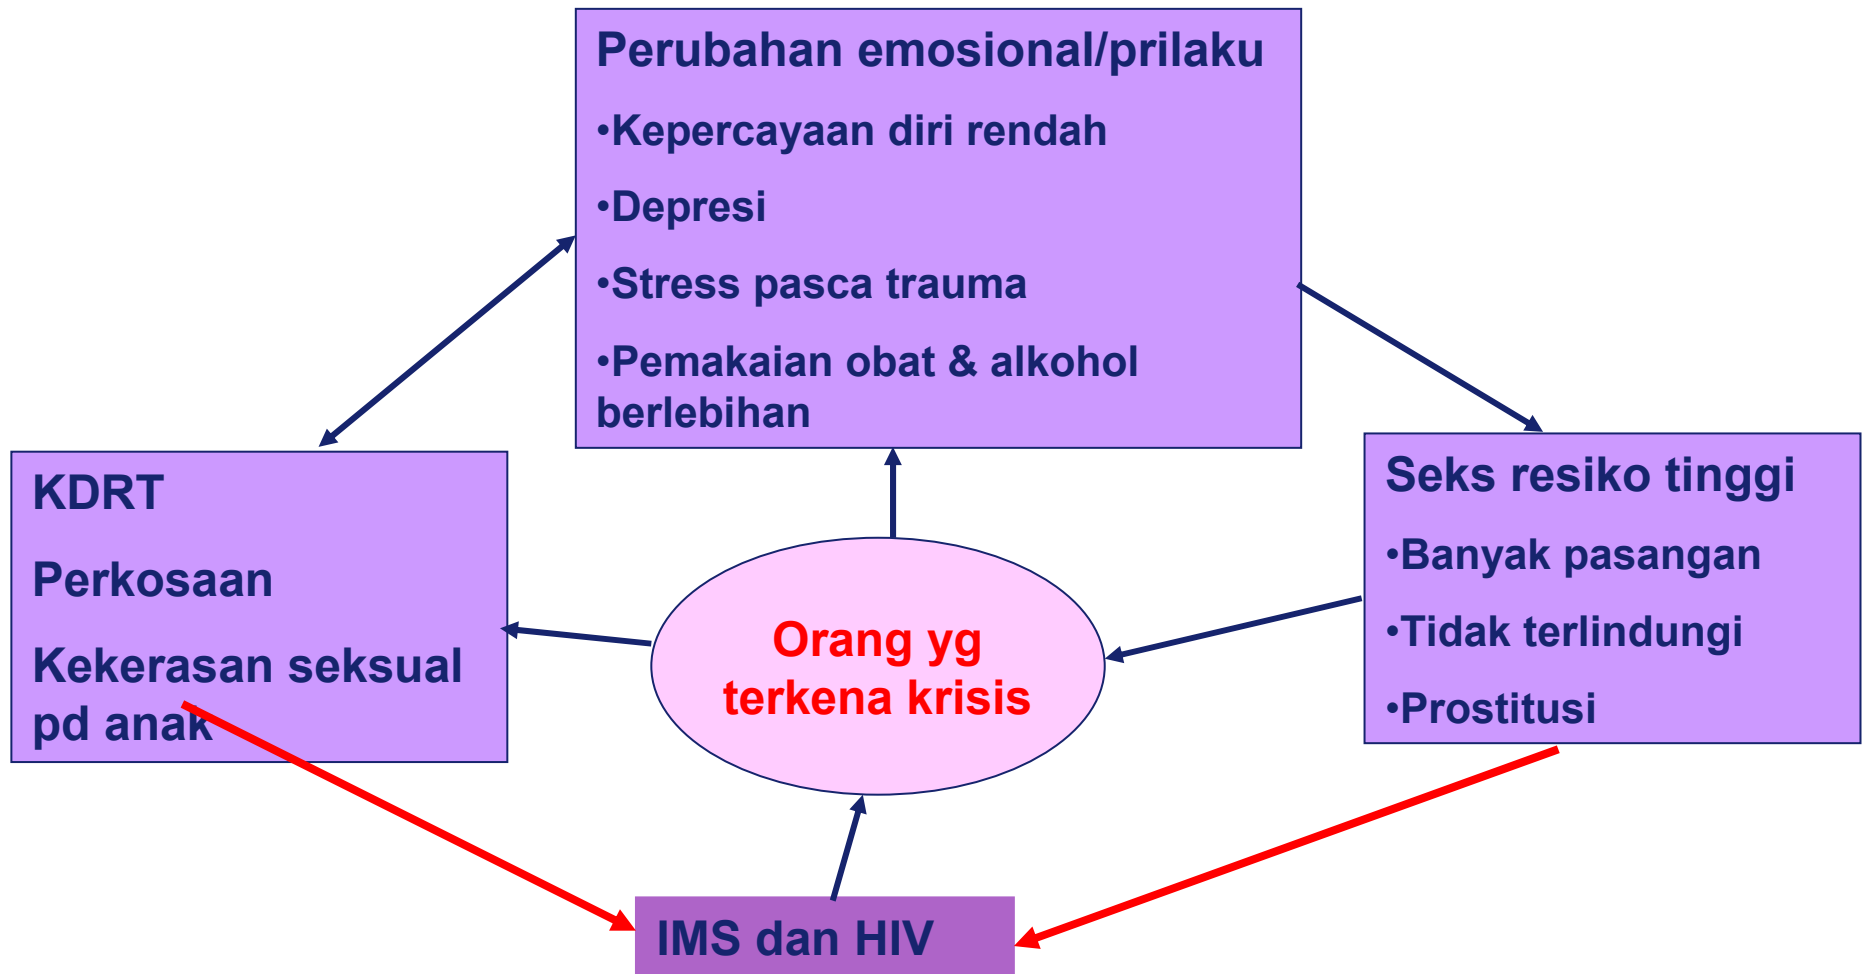 Perubahan emosional/prilaku
•Kepercayaan diri rendah
•Depresi
•Stress pasca trauma
•Pemakaian obat & alkohol
berlebihan
KDRT
Perkosaan
Kekerasan seksual
pd anak
Orang yg
terkena krisis
Seks resiko tinggi
•Banyak pasangan
•Tidak terlindungi
•Prostitusi
IMS dan HIV